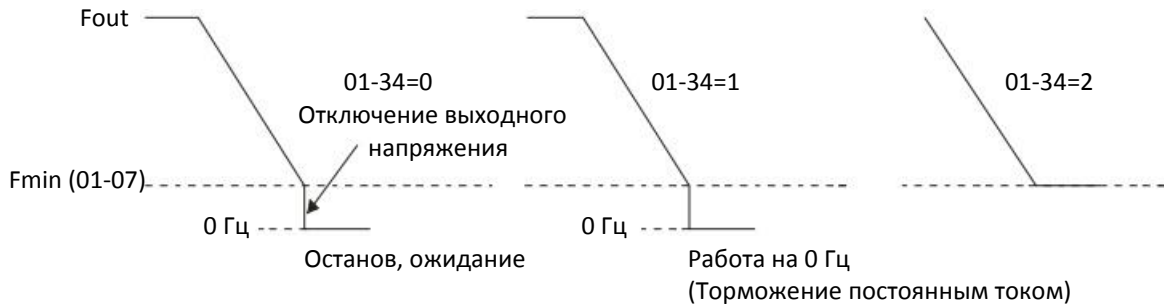 Fout
01-34=0
01-34=1
01-34=2
Отключение выходного
напряжения
Fmin (01-07)
0 Гц
0 Гц
Останов, ожидание
Работа на 0 Гц
(Торможение постоянным током)